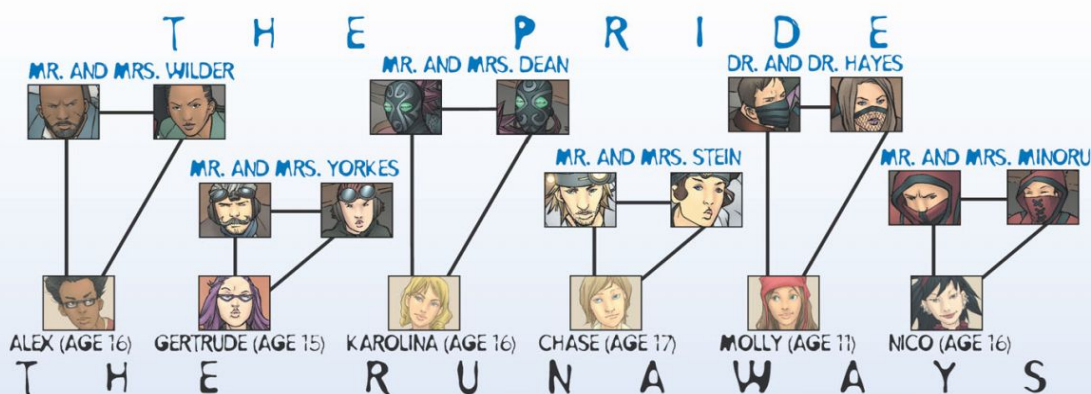 THE PRIDE
MR. AND MRS. WILDER
MR. AND MRS. DEAN
DR. AND DR. HAYES
MR. AND MRS. YORKES
MR. AND MRS. STEIN
MR. AND MRS. MINORU
ALEX (AGE 16)
GERTRUDE (AGE 15)
KAROLINA (AGE 16)
CHASE (AGE 17)
MOLLY (AGE 11)
NICO (AGE 16)
THE RUNAWAYS